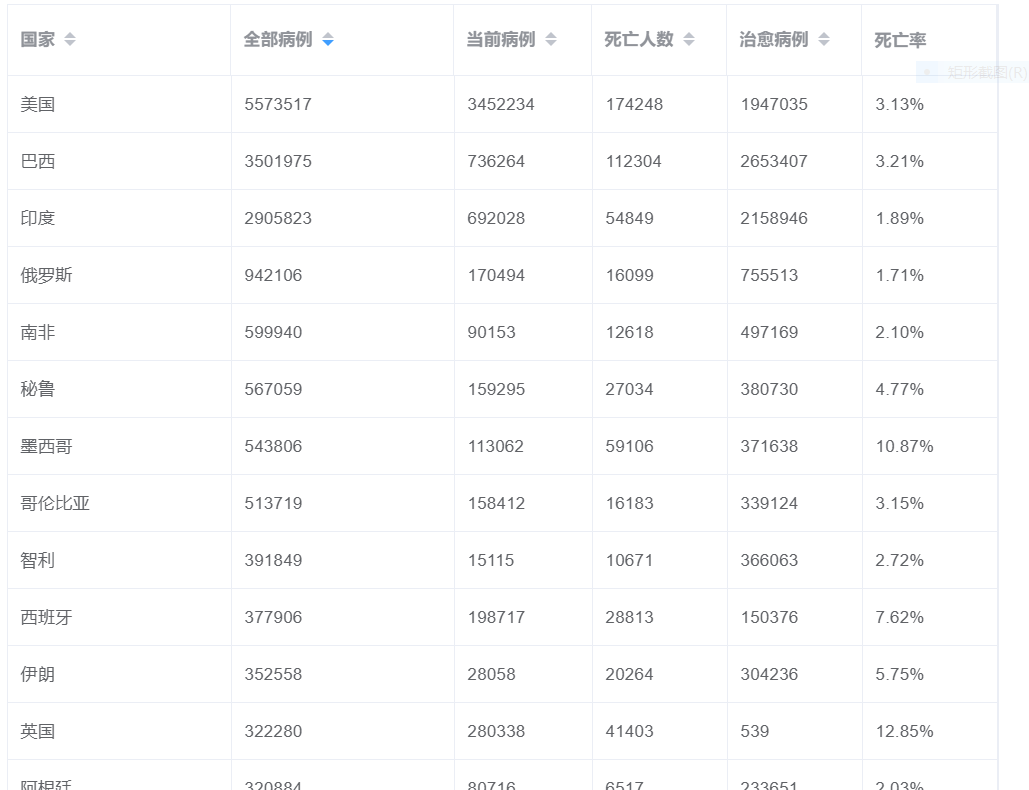 国家 全部病例 当前病例 死亡人数 治愈病例 死亡率
矩形截图(R)
美国 5573517 3452234 174248 1947035 3.13%
巴西 3501975 736264 112304 2653407 3.21%
印度 2905823 692028 54849 2158946 1.89%
俄罗斯 942106 170494 16099 755513 1.71%
南非 599940 90153 12618 497169 2.10%
秘鲁 567059 159295 27034 380730 4.77%
墨西哥 543806 113062 59106 371638 10.87%
哥伦比亚 513719 158412 16183 339124 3.15%
智利 391849 15115 10671 366063 2.72%
西班牙 377906 198717 28813 150376 7.62%
伊朗 352558 28058 20264 304236 5.75%
英国 322280 280338 41403 539 12.85%
阿根廷 320884 80716 6517 233651 2.03%